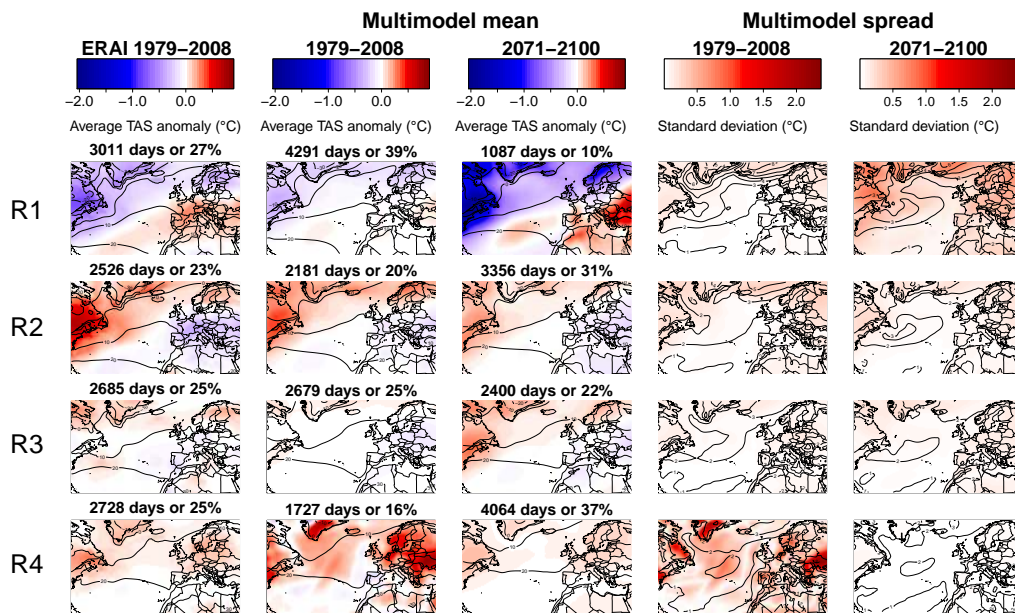 Multimodel mean Multimodel spread
ERAI 1979–2008 1979–2008 2071–2100 1979–2008 2071–2100
−2.0 −1.0 0.0 −2.0 −1.0 0.0 −2.0 −1.0 0.0 0.5 1.0 1.5 2.0 0.5 1.0 1.5 2.0
Average TAS anomaly (°C) Average TAS anomaly (°C) Average TAS anomaly (°C) Standard deviation (°C) Standard deviation (°C)
3011 days or 27% 4291 days or 39% 1087 days or 10%
R1
2526 days or 23% 2181 days or 20% 3356 days or 31%
R2
2685 days or 25% 2679 days or 25% 2400 days or 22%
R3
2728 days or 25% 1727 days or 16% 4064 days or 37%
R4